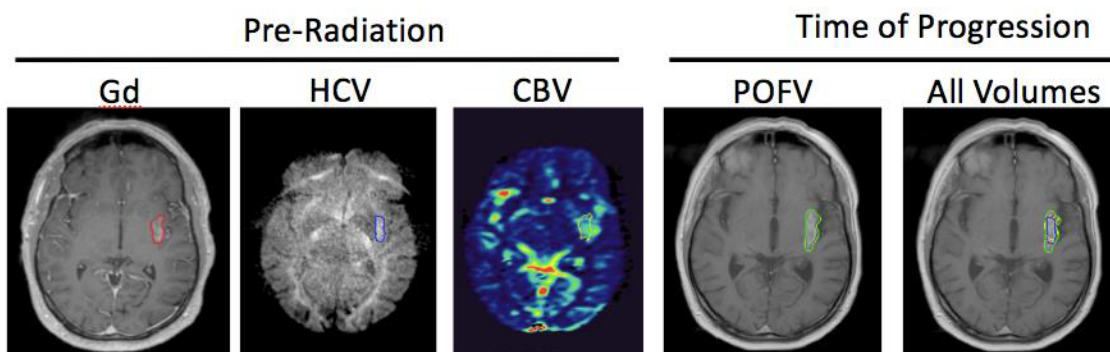 Pre-Radiation
Time of Progression
Gd
HCV
CBV
POFV
All Volumes